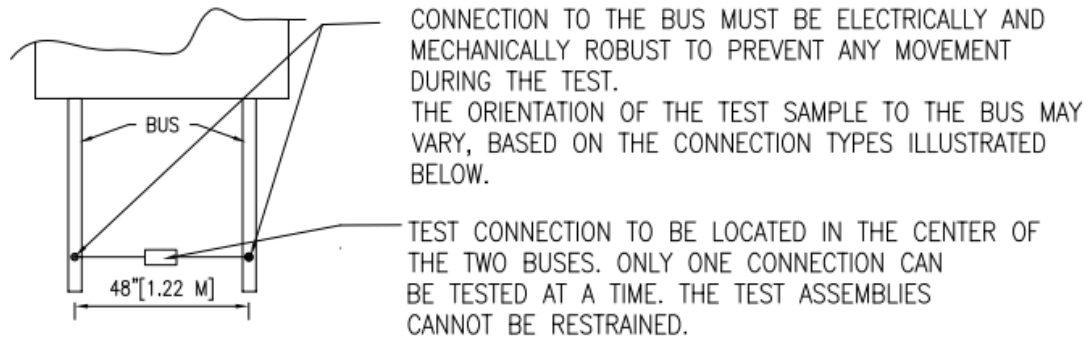 CONNECTION TO THE BUS MUST BE ELECTRICALLY AND
MECHANICALLY ROBUST TO PREVENT ANY MOVEMENT
DURING THE TEST.
THE ORIENTATION OF THE TEST SAMPLE TO THE BUS MAY
VARY, BASED ON THE CONNECTION TYPES ILLUSTRATED
BELOW.
BUS
TEST CONNECTION TO BE LOCATED IN THE CENTER OF
THE TWO BUSES. ONLY ONE CONNECTION CAN
BE TESTED AT A TIME. THE TEST ASSEMBLIES
CANNOT BE RESTRAINED.
48"[1.22 M]